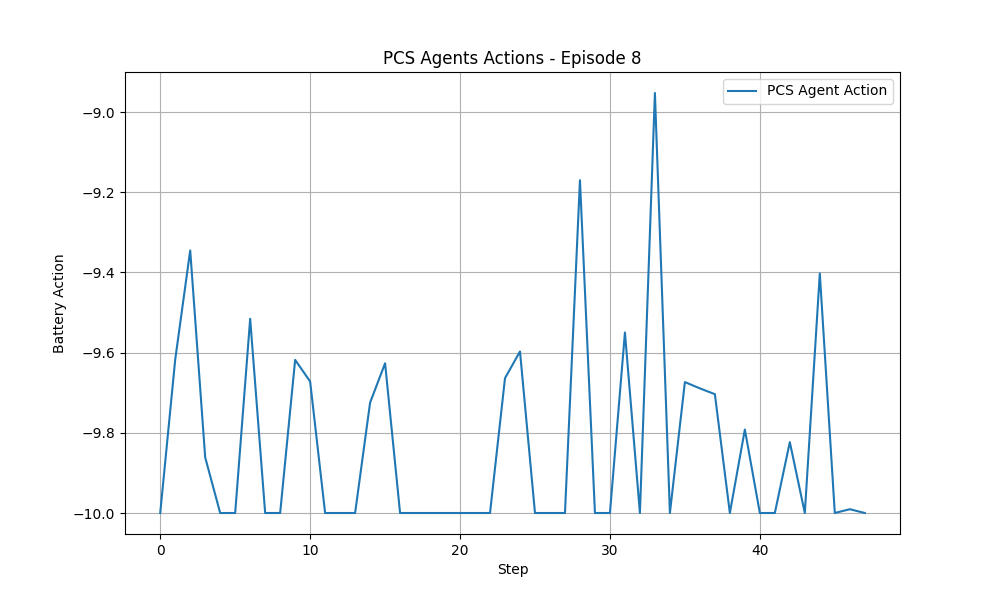 PCS Agents Actions - Episode 8
PCS Agent Action
Battery Action
−9.0
−9.2
−9.4
−9.6
−9.8
−10.0
0 10 20 30 40
Step